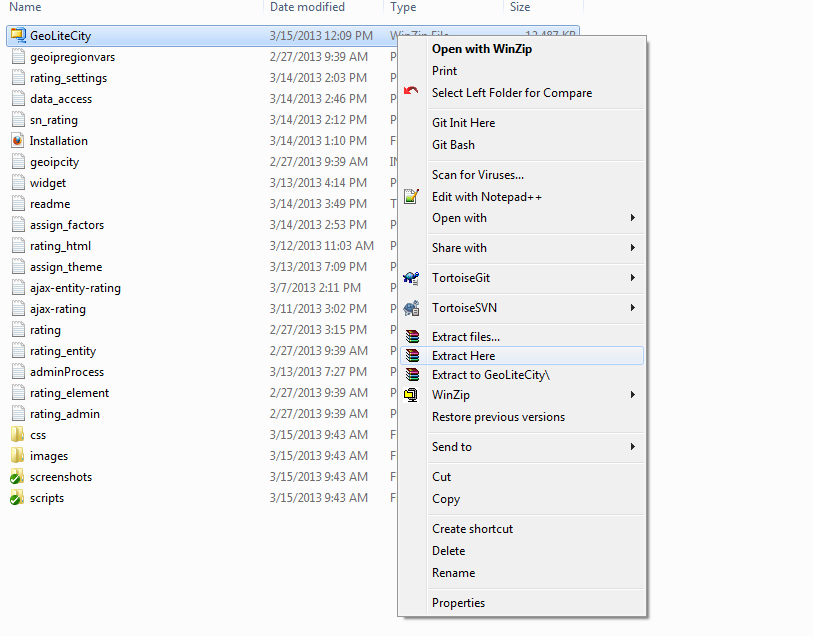 Name Date modified Type Size
GeoLiteCity 3/15/2013 12:09 PM WinZip File 12,487 KB
geoipregionvars 2/27/2013 9:39 AM P
rating_settings 3/14/2013 2:03 PM P
data_access 3/14/2013 2:46 PM P
sn_rating 3/14/2013 2:12 PM P
Installation 3/14/2013 1:10 PM F
geoipcity 2/27/2013 9:39 AM IN
widget 3/13/2013 4:14 PM P
readme 3/14/2013 3:49 PM T
assign_factors 3/14/2013 2:53 PM P
rating_html 3/12/2013 11:03 AM P
assign_theme 3/13/2013 7:09 PM P
ajax-entity-rating 3/7/2013 2:11 PM P
ajax-rating 3/11/2013 3:02 PM P
rating 2/27/2013 3:15 PM P
rating_entity 2/27/2013 9:39 AM P
adminProcess 3/13/2013 7:27 PM P
rating_element 2/27/2013 9:39 AM P
rating_admin 2/27/2013 9:39 AM P
css 3/15/2013 9:43 AM F
images 3/15/2013 9:43 AM F
screenshots 3/15/2013 9:43 AM F
scripts 3/15/2013 9:43 AM F
Open with WinZip
Print
Select Left Folder for Compare
Git Init Here
Git Bash
Scan for Viruses...
Edit with Notepad++
Open with
Share with
TortoiseGit
TortoiseSVN
Extract files...
Extract Here
Extract to GeoLiteCity\
WinZip
Restore previous versions
Send to
Cut
Copy
Create shortcut
Delete
Rename
Properties